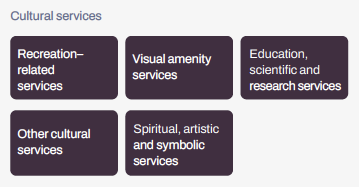 Cultural services
Recreation–
related
services
Visual amenity
services
Education,
scientific and
research services
Other cultural
services
Spiritual, artistic
and symbolic
services